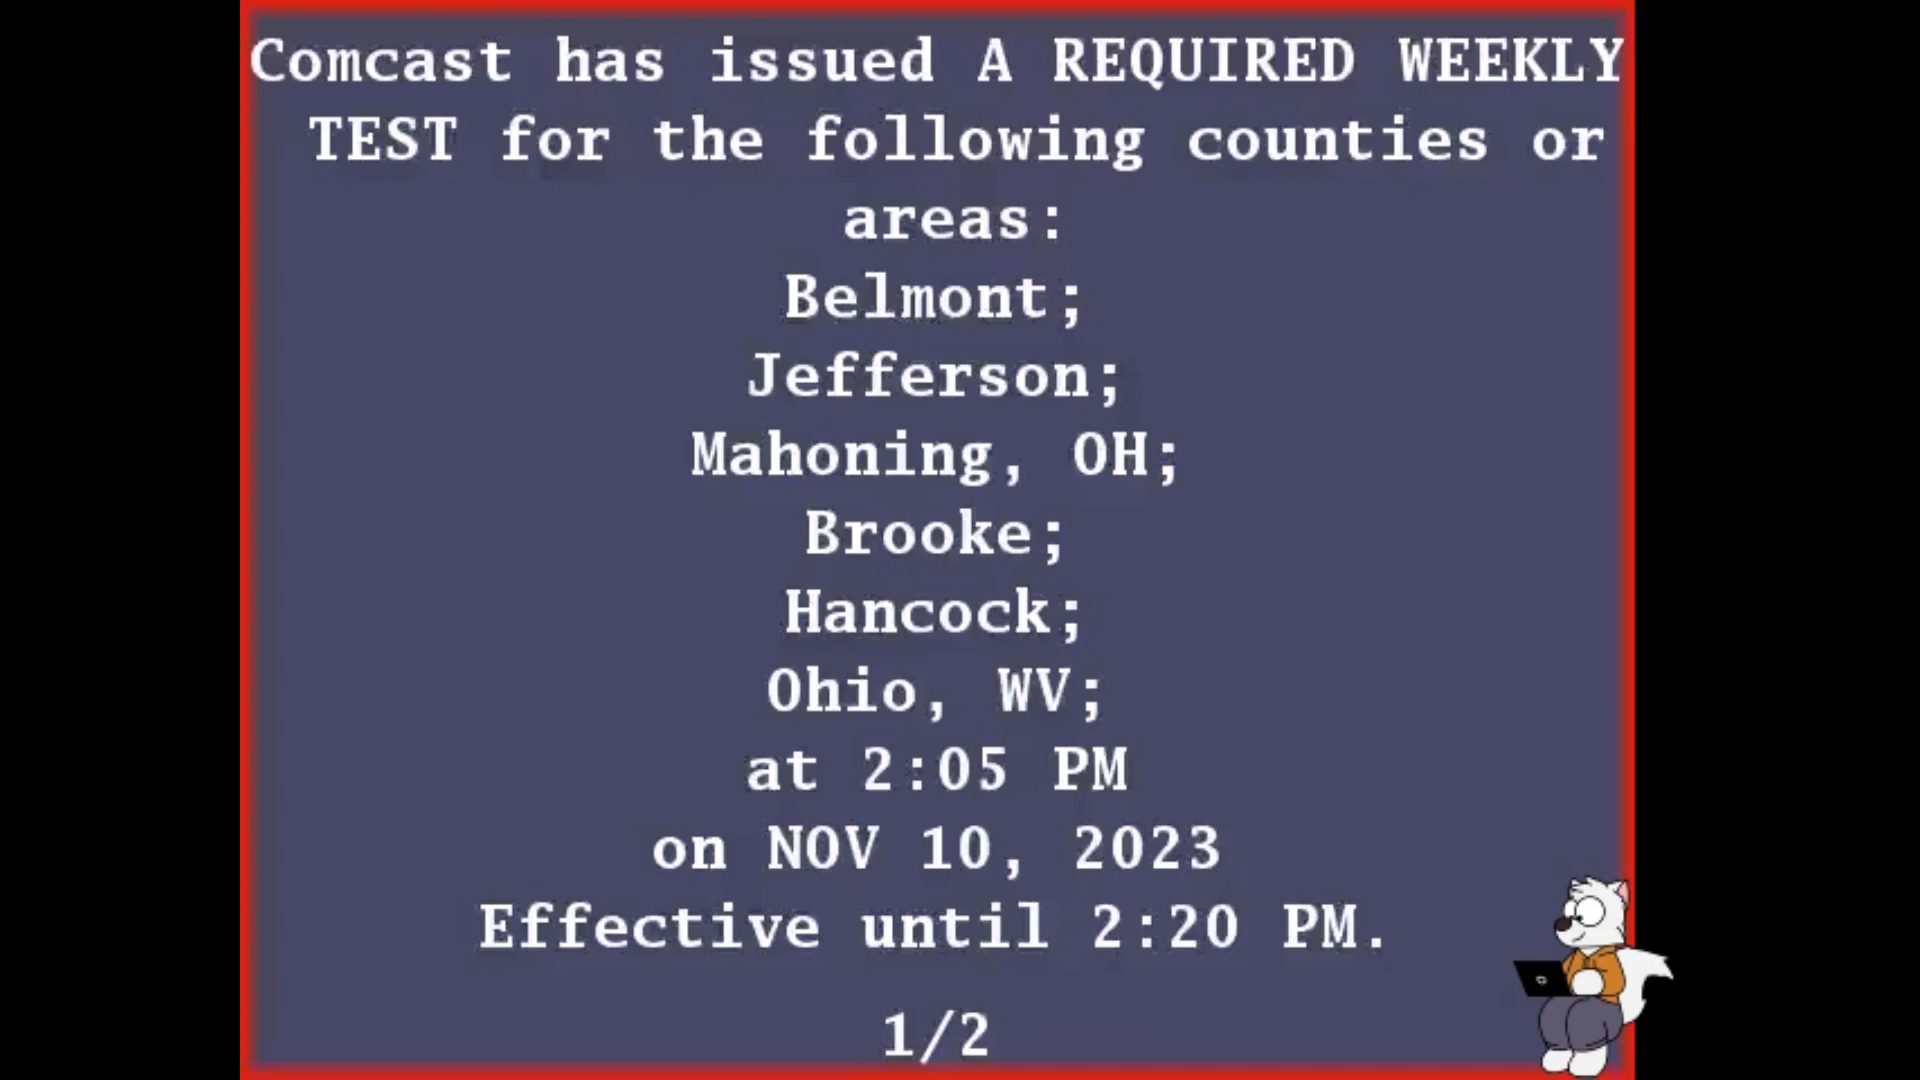 Comcast has issued A REQUIRED WEEKLY
TEST for the following counties or
areas:
Belmont;
Jefferson;
Mahoning, OH;
Brooke;
Hancock;
Ohio, WV;
at 2:05 PM
on NOV 10, 2023
Effective until 2:20 PM.
1/2